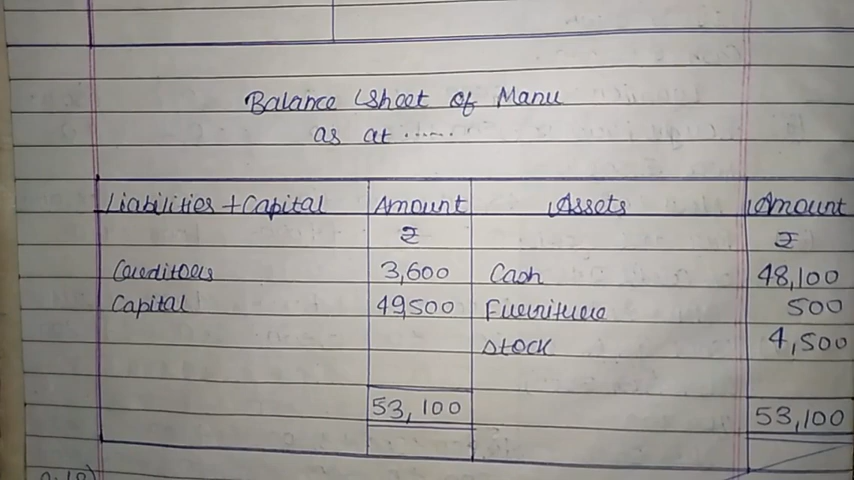 Balance Sheet of Manu
as at ......
Liabilities + Capital Amount Assets Amount
₹ ₹
Creditors 3,600 Cash 48,100
Capital 49,500 Furniture 500
Stock 4,500
53,100 53,100